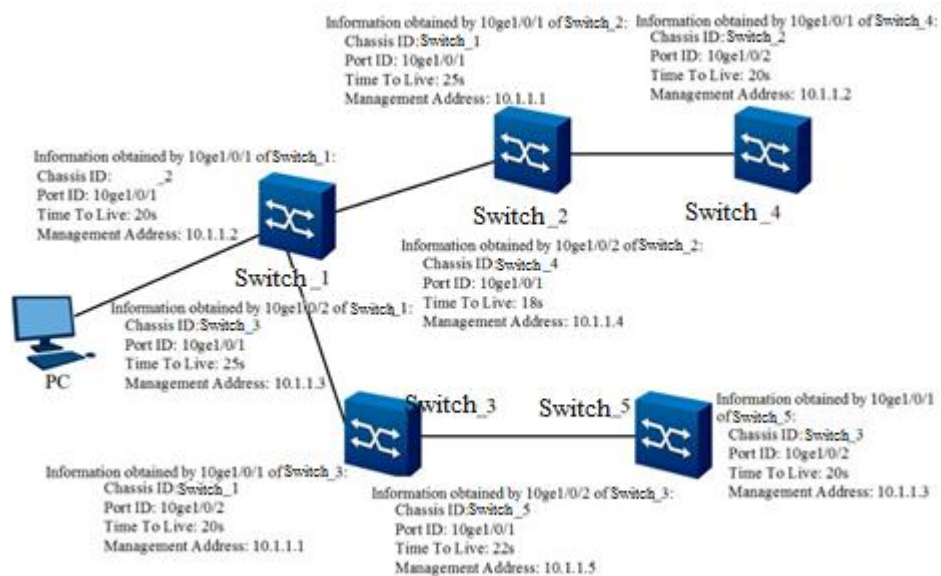 Information obtained by 10ge1/0/1 of Switch_2:
Chassis ID:Switch_1
Port ID: 10ge1/0/1
Time To Live: 25s
Management Address: 10.1.1.1
Information obtained by 10ge1/0/1 of Switch_4:
Chassis ID:Switch_2
Port ID: 10ge1/0/2
Time To Live: 20s
Management Address: 10.1.1.2
Information obtained by 10ge1/0/1 of Switch_1:
Chassis ID: _2
Port ID: 10ge1/0/1
Time To Live: 20s
Management Address: 10.1.1.2
Switch_2
Switch_4
Switch_1
Information obtained by 10ge1/0/2 of Switch_2:
Chassis ID:Switch_4
Port ID: 10ge1/0/1
Time To Live: 18s
Management Address: 10.1.1.4
Information obtained by 10ge1/0/2 of Switch_1:
Chassis ID:Switch_3
Port ID: 10ge1/0/1
Time To Live: 25s
Management Address: 10.1.1.3
PC
Switch_3
Switch_5
Information obtained by 10ge1/0/1
of Switch_5:
Chassis ID: Switch_3
Port ID: 10ge1/0/2
Time To Live: 20s
Management Address: 10.1.1.3
Information obtained by 10ge1/0/1 of Switch_3:
Chassis ID:Switch_1
Port ID: 10ge1/0/2
Time To Live: 20s
Management Address: 10.1.1.1
Information obtained by 10ge1/0/2 of Switch_3:
Chassis ID:Switch_5
Port ID: 10ge1/0/1
Time To Live: 22s
Management Address: 10.1.1.5